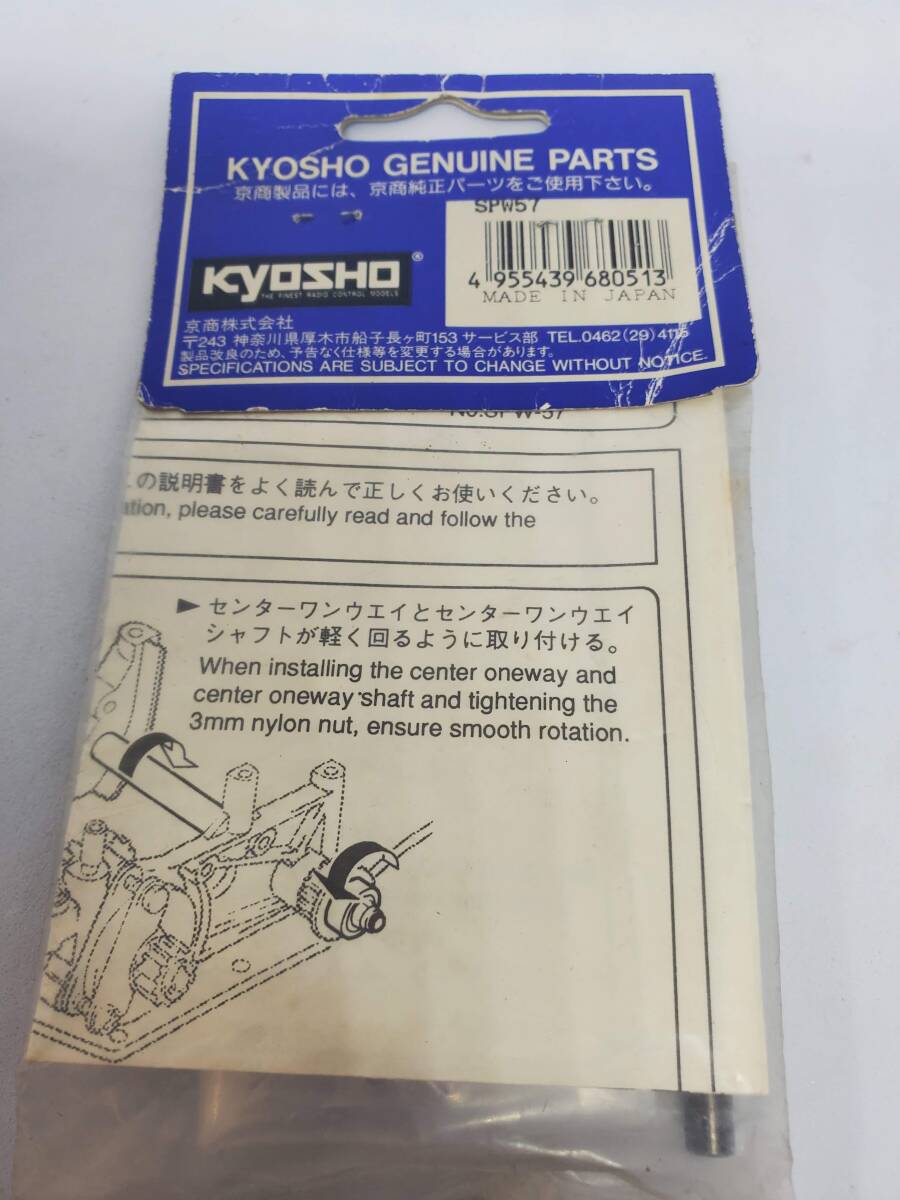 KYOSHO GENUINE PARTS
京商製品には、京商純正パーツをご使用下さい。
SPW57
4 955439 680513
MADE IN JAPAN
KYOSHO®
THE FINEST RADIO CONTROL MODELS
京商株式会社
〒243 神奈川県厚木市船子長ヶ町153 サービス部 TEL.0462(29)4115
製品改良のため、予告なく仕様等を変更する場合があります。
SPECIFICATIONS ARE SUBJECT TO CHANGE WITHOUT NOTICE.
No.SPW-57
の説明書をよく読んで正しくお使いください。
please carefully read and follow the
▶ センターワンウエイとセンターワンウエイ
シャフトが軽く回るように取り付ける。
When installing the center oneway and
center oneway shaft and tightening the
3mm nylon nut, ensure smooth rotation.